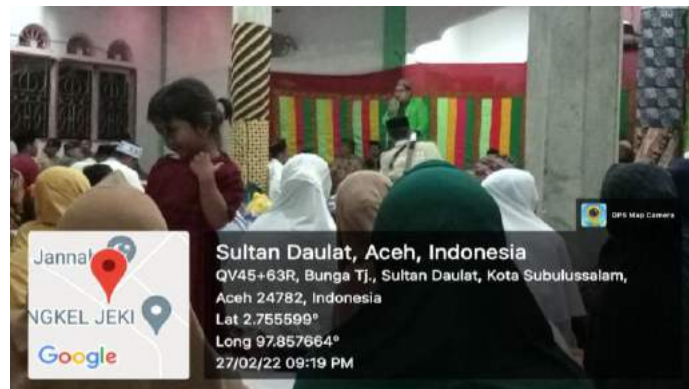 GPS Map Camera
Jannah
NGKEL JEKI
Google
Sultan Daulat, Aceh, Indonesia
QV45+63R, Bunga Tj., Sultan Daulat, Kota Subulussalam,
Aceh 24782, Indonesia
Lat 2.755599°
Long 97.857664°
27/02/22 09:19 PM